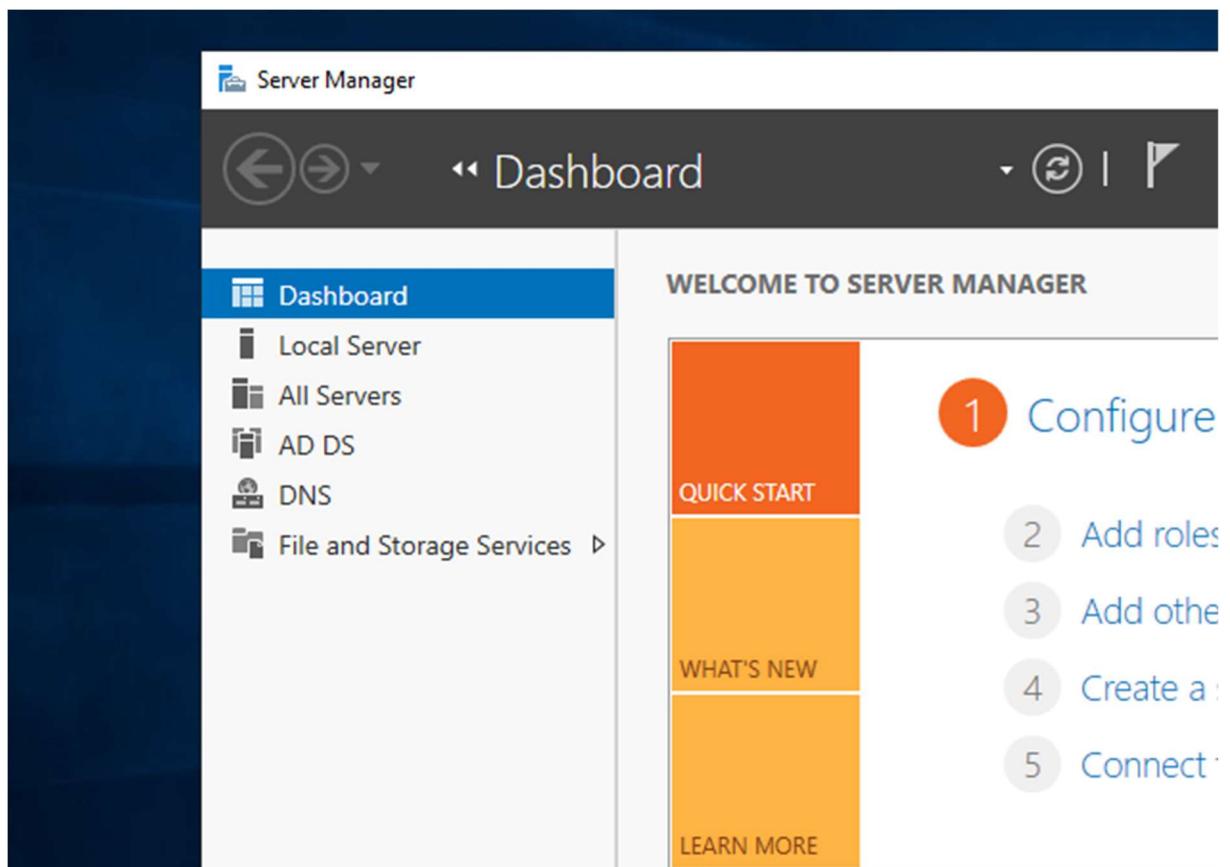 Server Manager
Dashboard
Dashboard
Local Server
All Servers
AD DS
DNS
File and Storage Services
WELCOME TO SERVER MANAGER
QUICK START
WHAT'S NEW
LEARN MORE
1 Configure
2 Add roles
3 Add othe
4 Create a
5 Connect